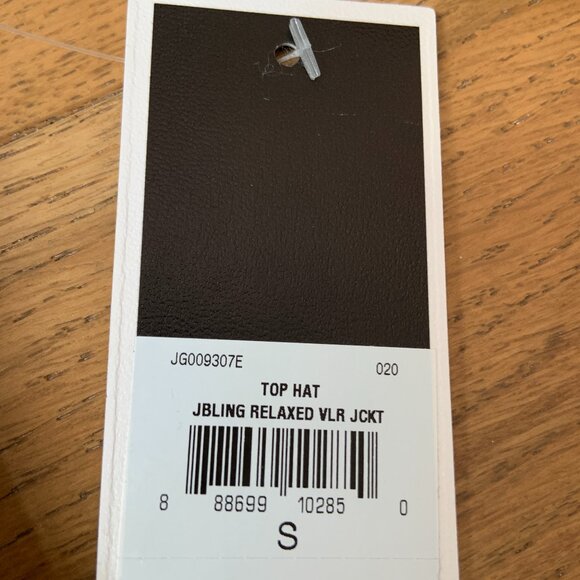 JG009307E 020
TOP HAT
JBLING RELAXED VLR JCKT
8 88699 10285 0
S